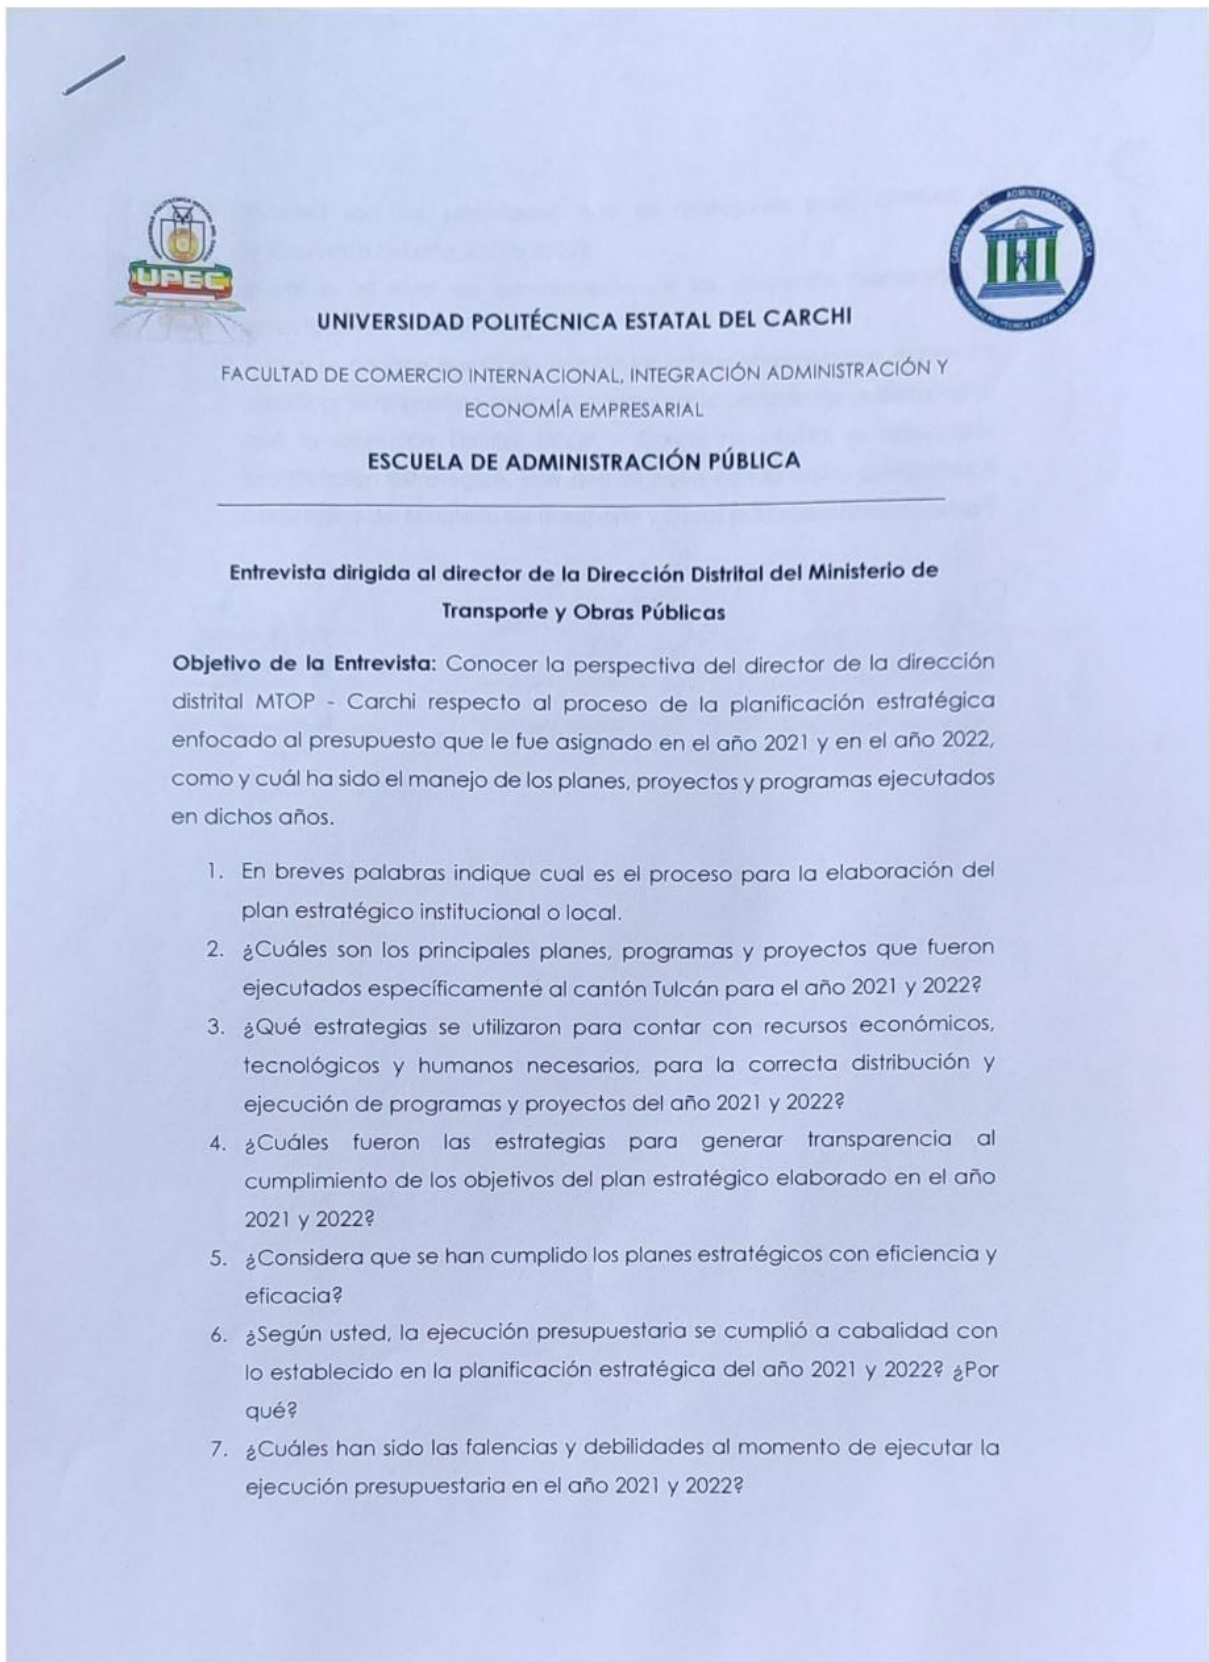 UPEC
CARRERA DE ADMINISTRACIÓN PÚBLICA
UNIVERSIDAD POLITÉCNICA ESTATAL DEL CARCHI
UNIVERSIDAD POLITÉCNICA ESTATAL DEL CARCHI
FACULTAD DE COMERCIO INTERNACIONAL, INTEGRACIÓN ADMINISTRACIÓN Y
ECONOMÍA EMPRESARIAL
ESCUELA DE ADMINISTRACIÓN PÚBLICA
Entrevista dirigida al director de la Dirección Distrital del Ministerio de
Transporte y Obras Públicas
Objetivo de la Entrevista: Conocer la perspectiva del director de la dirección
distrital MTOP - Carchi respecto al proceso de la planificación estratégica
enfocado al presupuesto que le fue asignado en el año 2021 y en el año 2022,
como y cuál ha sido el manejo de los planes, proyectos y programas ejecutados
en dichos años.
1. En breves palabras indique cual es el proceso para la elaboración del
plan estratégico institucional o local.
2. ¿Cuáles son los principales planes, programas y proyectos que fueron
ejecutados específicamente al cantón Tulcán para el año 2021 y 2022?
3. ¿Qué estrategias se utilizaron para contar con recursos económicos,
tecnológicos y humanos necesarios, para la correcta distribución y
ejecución de programas y proyectos del año 2021 y 2022?
4. ¿Cuáles fueron las estrategias para generar transparencia al
cumplimiento de los objetivos del plan estratégico elaborado en el año
2021 y 2022?
5. ¿Considera que se han cumplido los planes estratégicos con eficiencia y
eficacia?
6. ¿Según usted, la ejecución presupuestaria se cumplió a cabalidad con
lo establecido en la planificación estratégica del año 2021 y 2022? ¿Por
qué?
7. ¿Cuáles han sido las falencias y debilidades al momento de ejecutar la
ejecución presupuestaria en el año 2021 y 2022?